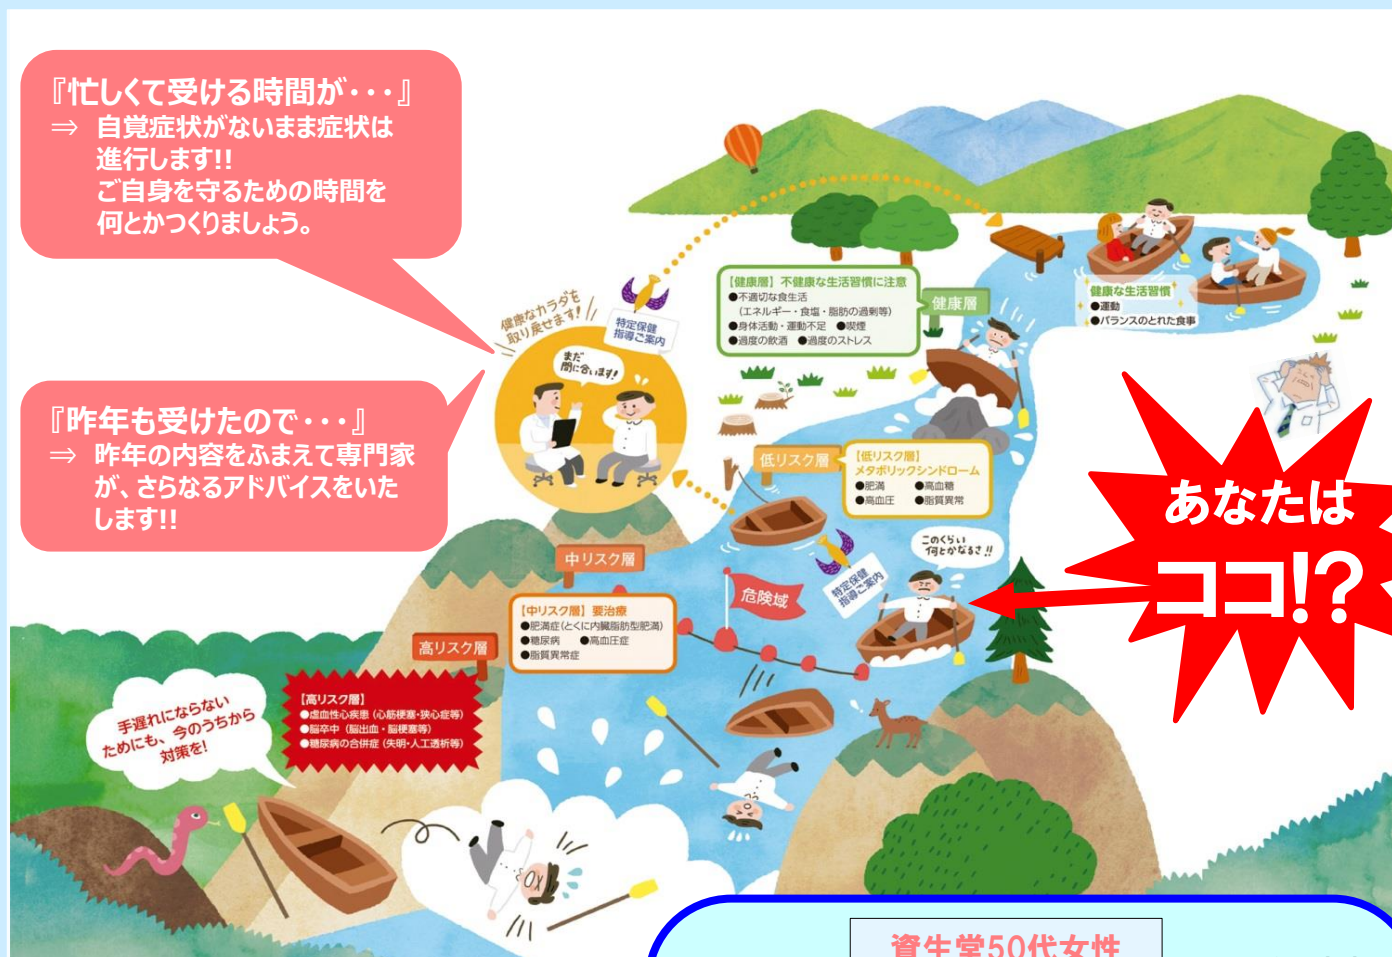 『忙しくて受ける時間が・・・』
⇒ 自覚症状がないまま症状は
進行します!!
ご自身を守るための時間を
何とかつくりましょう。
『昨年も受けたので・・・』
⇒ 昨年の内容をふまえて専門家
が、さらなるアドバイスをいた
します!!
健康なカラダを
取り戻せます!
特定保健
指導ご案内
まだ
間に合います!
【健康層】不健康な生活習慣に注意
●不適切な食生活
(エネルギー・食塩・脂肪の過剰等)
●身体活動・運動不足 ●喫煙
●過度の飲酒 ●過度のストレス
健康層
健康な生活習慣
●運動
●バランスのとれた食事
低リスク層
【低リスク層】
メタボリックシンドローム
●肥満 ●高血糖
●高血圧 ●脂質異常
あなたは
ココ!?
このくらい
何とかなるさ!!
特定保健
指導ご案内
危険域
中リスク層
【中リスク層】要治療
●肥満症(とくに内臓脂肪型肥満)
●糖尿病 ●高血圧症
●脂質異常症
高リスク層
【高リスク層】
●虚血性心疾患(心筋梗塞・狭心症等)
●脳卒中(脳出血・脳梗塞等)
●糖尿病の合併症(失明・人工透析等)
手遅れにならない
ためにも、今のうちから
対策を!
資生堂50代女性